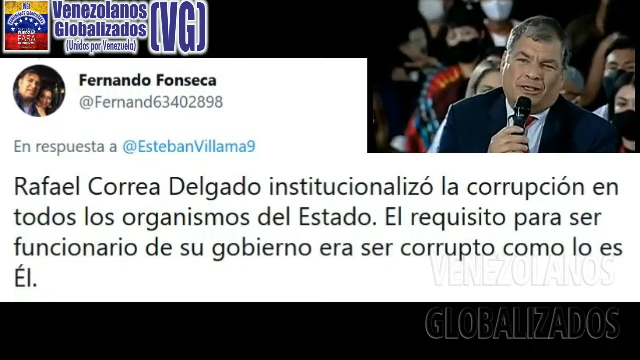 Venezolanos
Globalizados
(Unidos por Venezuela)
(VG)
Fernando Fonseca
@Fernand63402898
En respuesta a @EstebanVillama9
Rafael Correa Delgado institucionalizó la corrupción en
todos los organismos del Estado. El requisito para ser
funcionario de su gobierno era ser corrupto como lo es
Él.
VENEZOLANOS
GLOBALIZADOS